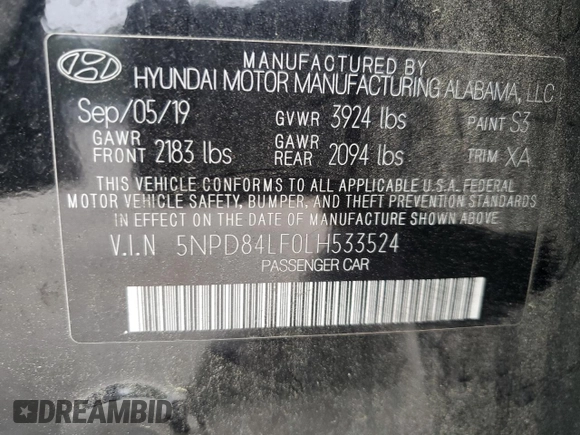 MANUFACTURED BY
HYUNDAI MOTOR MANUFACTURING ALABAMA, LLC
Sep/05/19 GVWR 3924 lbs PAINT S3
GAWR FRONT 2183 lbs GAWR REAR 2094 lbs TRIM XA
THIS VEHICLE CONFORMS TO ALL APPLICABLE U.S.A. FEDERAL
MOTOR VEHICLE SAFETY, BUMPER, AND THEFT PREVENTION STANDARDS
IN EFFECT ON THE DATE OF MANUFACTURE SHOWN ABOVE.
V.I.N 5NPD84LF0LH533524
PASSENGER CAR
DREAMBID